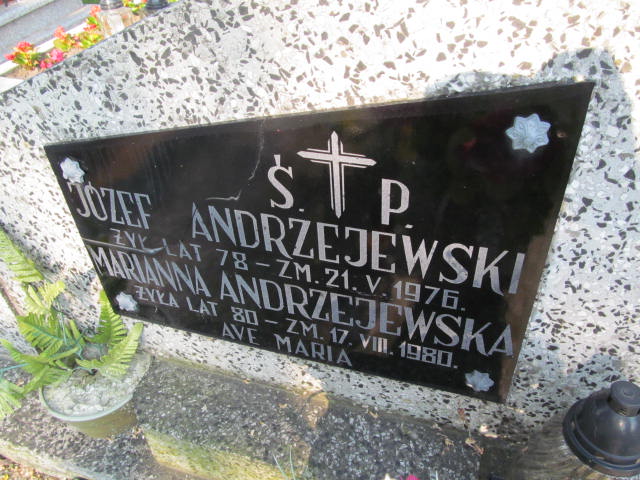 Ś. P.
JÓZEF ANDRZEJEWSKI
ŻYŁ LAT 78 – ZM. 21. V. 1976.
MARIANNA ANDRZEJEWSKA
ŻYŁA LAT 80 – ZM. 17. VIII. 1980.
AVE MARIA